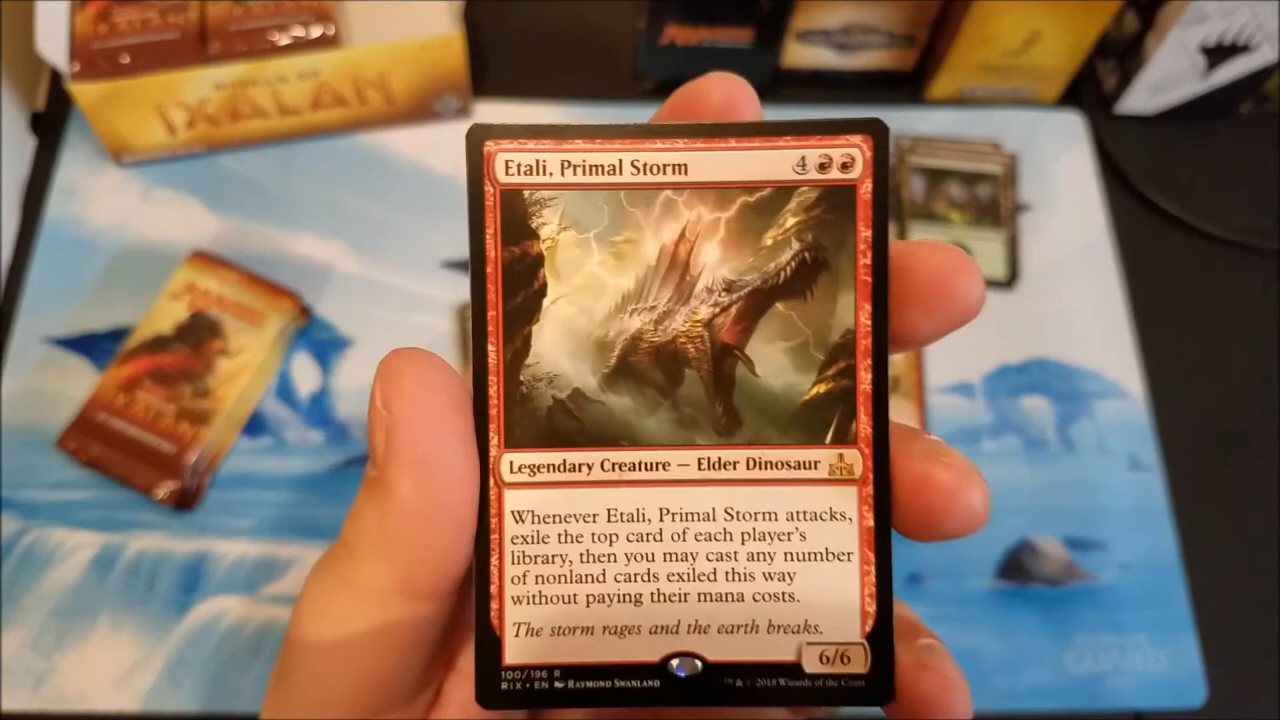 IXALAN
Etali, Primal Storm
4
Legendary Creature — Elder Dinosaur
Whenever Etali, Primal Storm attacks,
exile the top card of each player's
library, then you may cast any number
of nonland cards exiled this way
without paying their mana costs.
The storm rages and the earth breaks.
6/6
100/196 R
RIX • EN Raymond Swanland
™ & © 2018 Wizards of the Coast